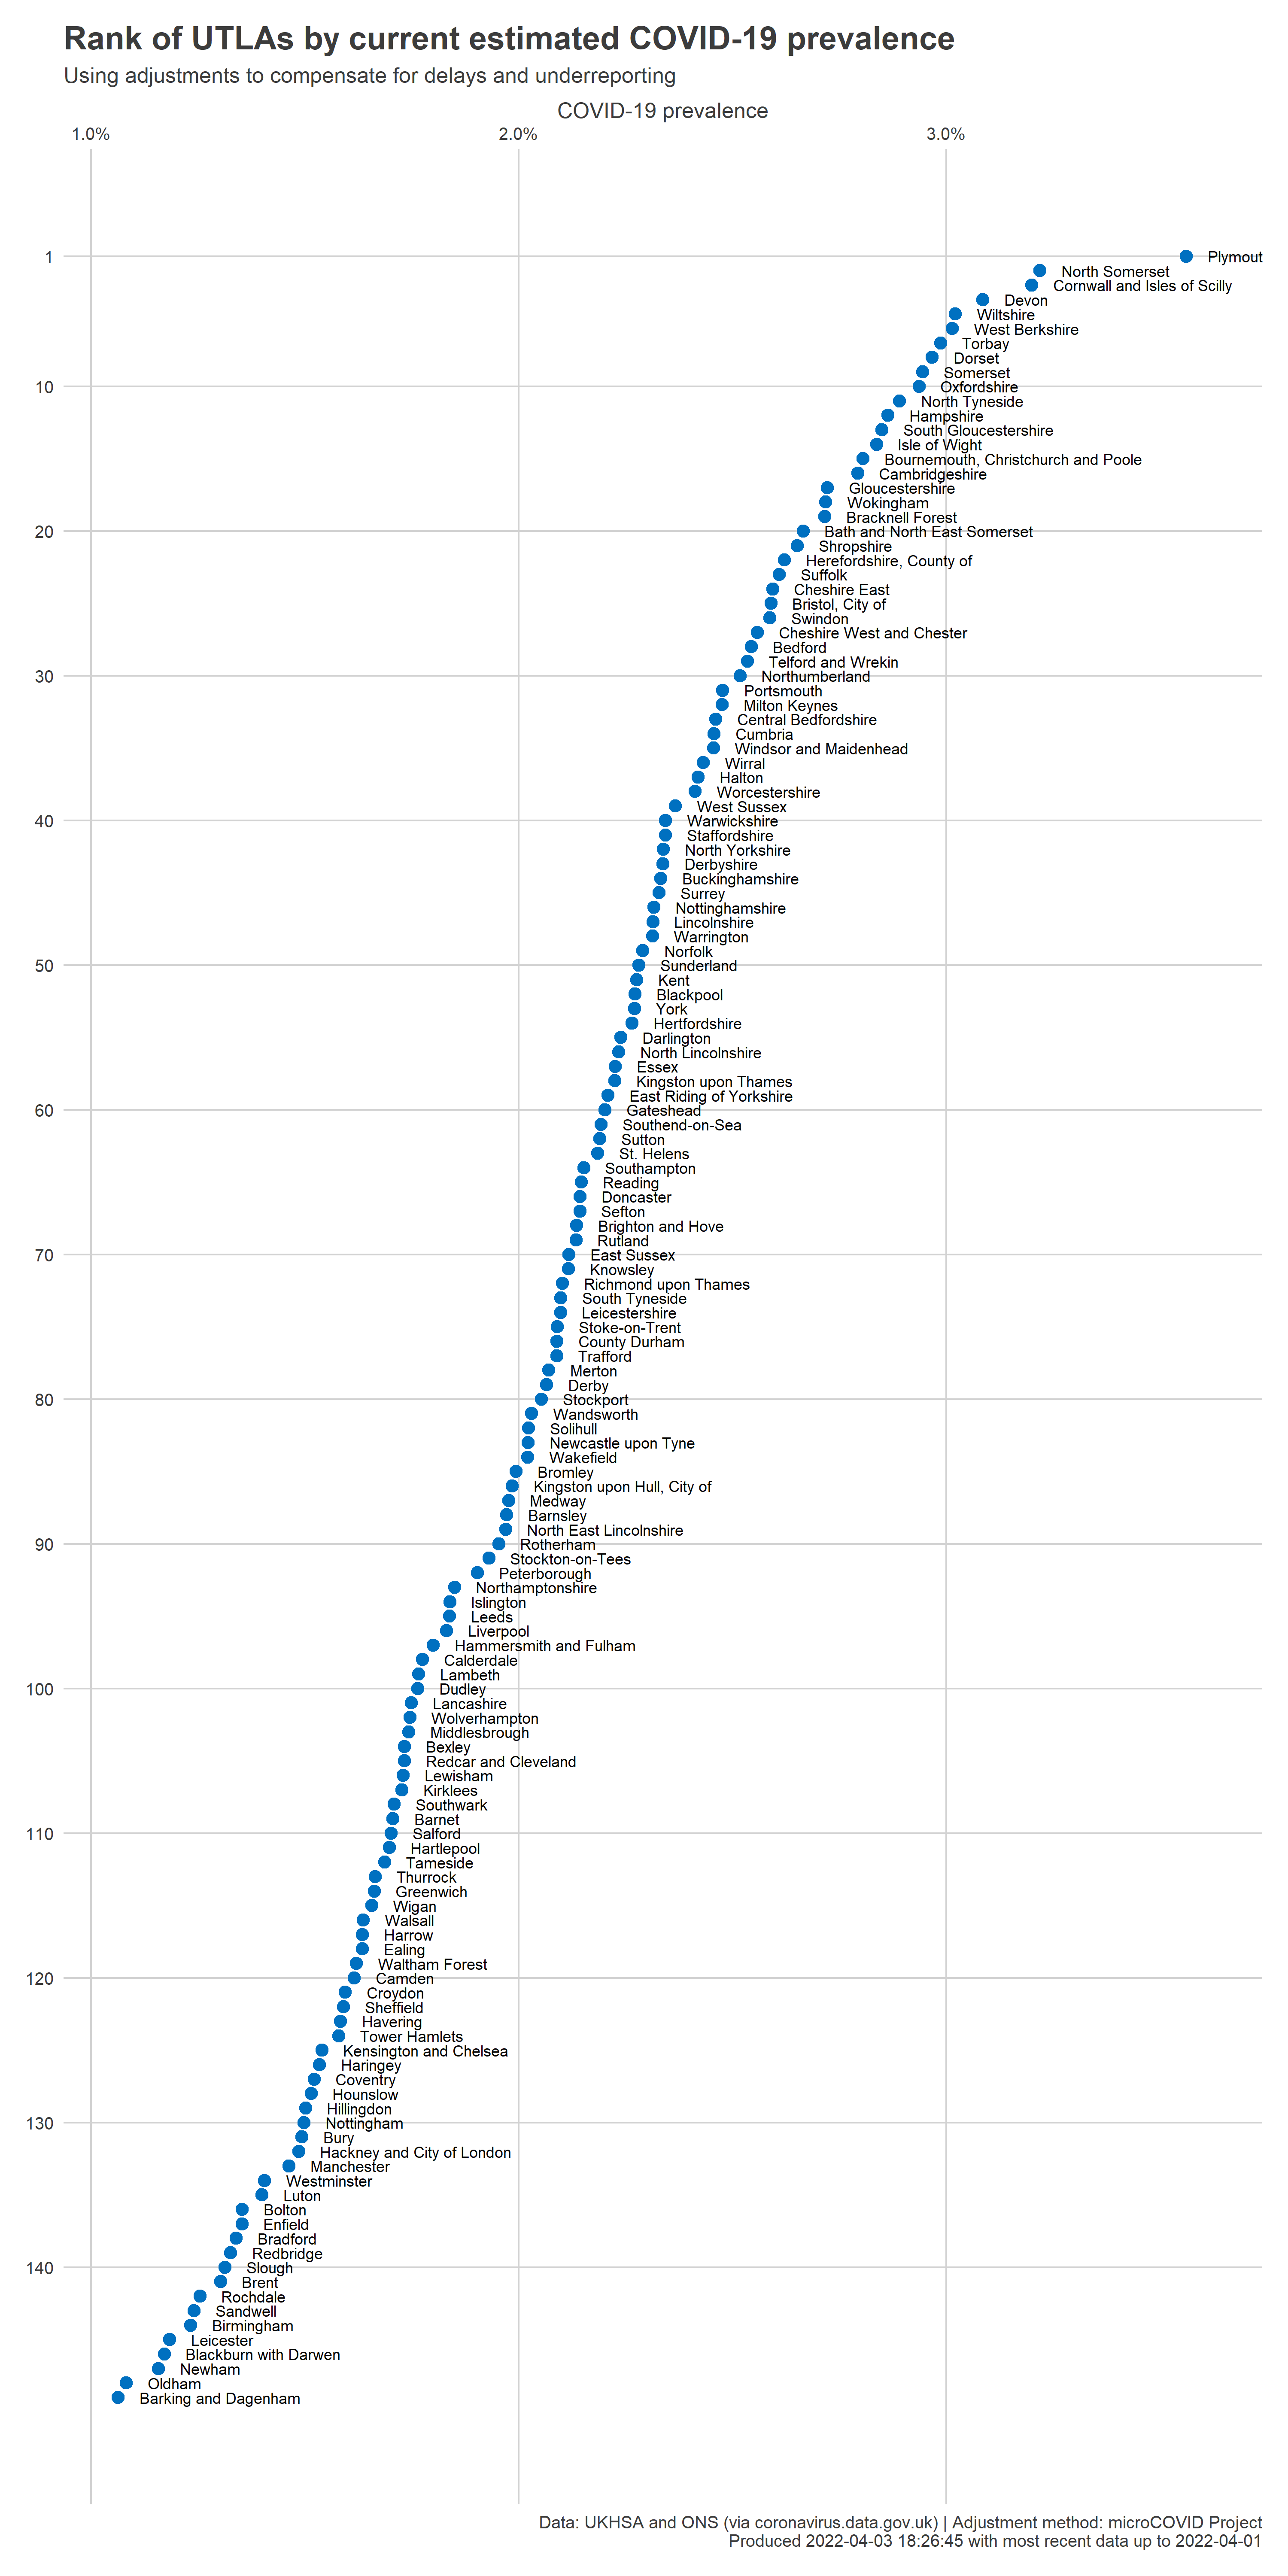 Rank of UTLAs by current estimated COVID-19 prevalence
Using adjustments to compensate for delays and underreporting
COVID-19 prevalence
1.0% 2.0% 3.0%
1 Plymout
North Somerset
Cornwall and Isles of Scilly
Devon
Wiltshire
West Berkshire
Torbay
Dorset
Somerset
10 Oxfordshire
North Tyneside
Hampshire
South Gloucestershire
Isle of Wight
Bournemouth, Christchurch and Poole
Cambridgeshire
Gloucestershire
Wokingham
Bracknell Forest
20 Bath and North East Somerset
Shropshire
Herefordshire, County of
Suffolk
Cheshire East
Bristol, City of
Swindon
Cheshire West and Chester
Bedford
Telford and Wrekin
30 Northumberland
Portsmouth
Milton Keynes
Central Bedfordshire
Cumbria
Windsor and Maidenhead
Wirral
Halton
Worcestershire
West Sussex
40 Warwickshire
Staffordshire
North Yorkshire
Derbyshire
Buckinghamshire
Surrey
Nottinghamshire
Lincolnshire
Warrington
Norfolk
50 Sunderland
Kent
Blackpool
York
Hertfordshire
Darlington
North Lincolnshire
Essex
Kingston upon Thames
East Riding of Yorkshire
60 Gateshead
Southend-on-Sea
Sutton
St. Helens
Southampton
Reading
Doncaster
Sefton
Brighton and Hove
Rutland
70 East Sussex
Knowsley
Richmond upon Thames
South Tyneside
Leicestershire
Stoke-on-Trent
County Durham
Trafford
Merton
Derby
80 Stockport
Wandsworth
Solihull
Newcastle upon Tyne
Wakefield
Bromley
Kingston upon Hull, City of
Medway
Barnsley
North East Lincolnshire
90 Rotherham
Stockton-on-Tees
Peterborough
Northamptonshire
Islington
Leeds
Liverpool
Hammersmith and Fulham
Calderdale
Lambeth
100 Dudley
Lancashire
Wolverhampton
Middlesbrough
Bexley
Redcar and Cleveland
Lewisham
Kirklees
Southwark
Barnet
110 Salford
Hartlepool
Tameside
Thurrock
Greenwich
Wigan
Walsall
Harrow
Ealing
Waltham Forest
120 Camden
Croydon
Sheffield
Havering
Tower Hamlets
Kensington and Chelsea
Haringey
Coventry
Hounslow
Hillingdon
130 Nottingham
Bury
Hackney and City of London
Manchester
Westminster
Luton
Bolton
Enfield
Bradford
Redbridge
140 Slough
Brent
Rochdale
Sandwell
Birmingham
Leicester
Blackburn with Darwen
Newham
Oldham
Barking and Dagenham
Data: UKHSA and ONS (via coronavirus.data.gov.uk) | Adjustment method: microCOVID Project
Produced 2022-04-03 18:26:45 with most recent data up to 2022-04-01